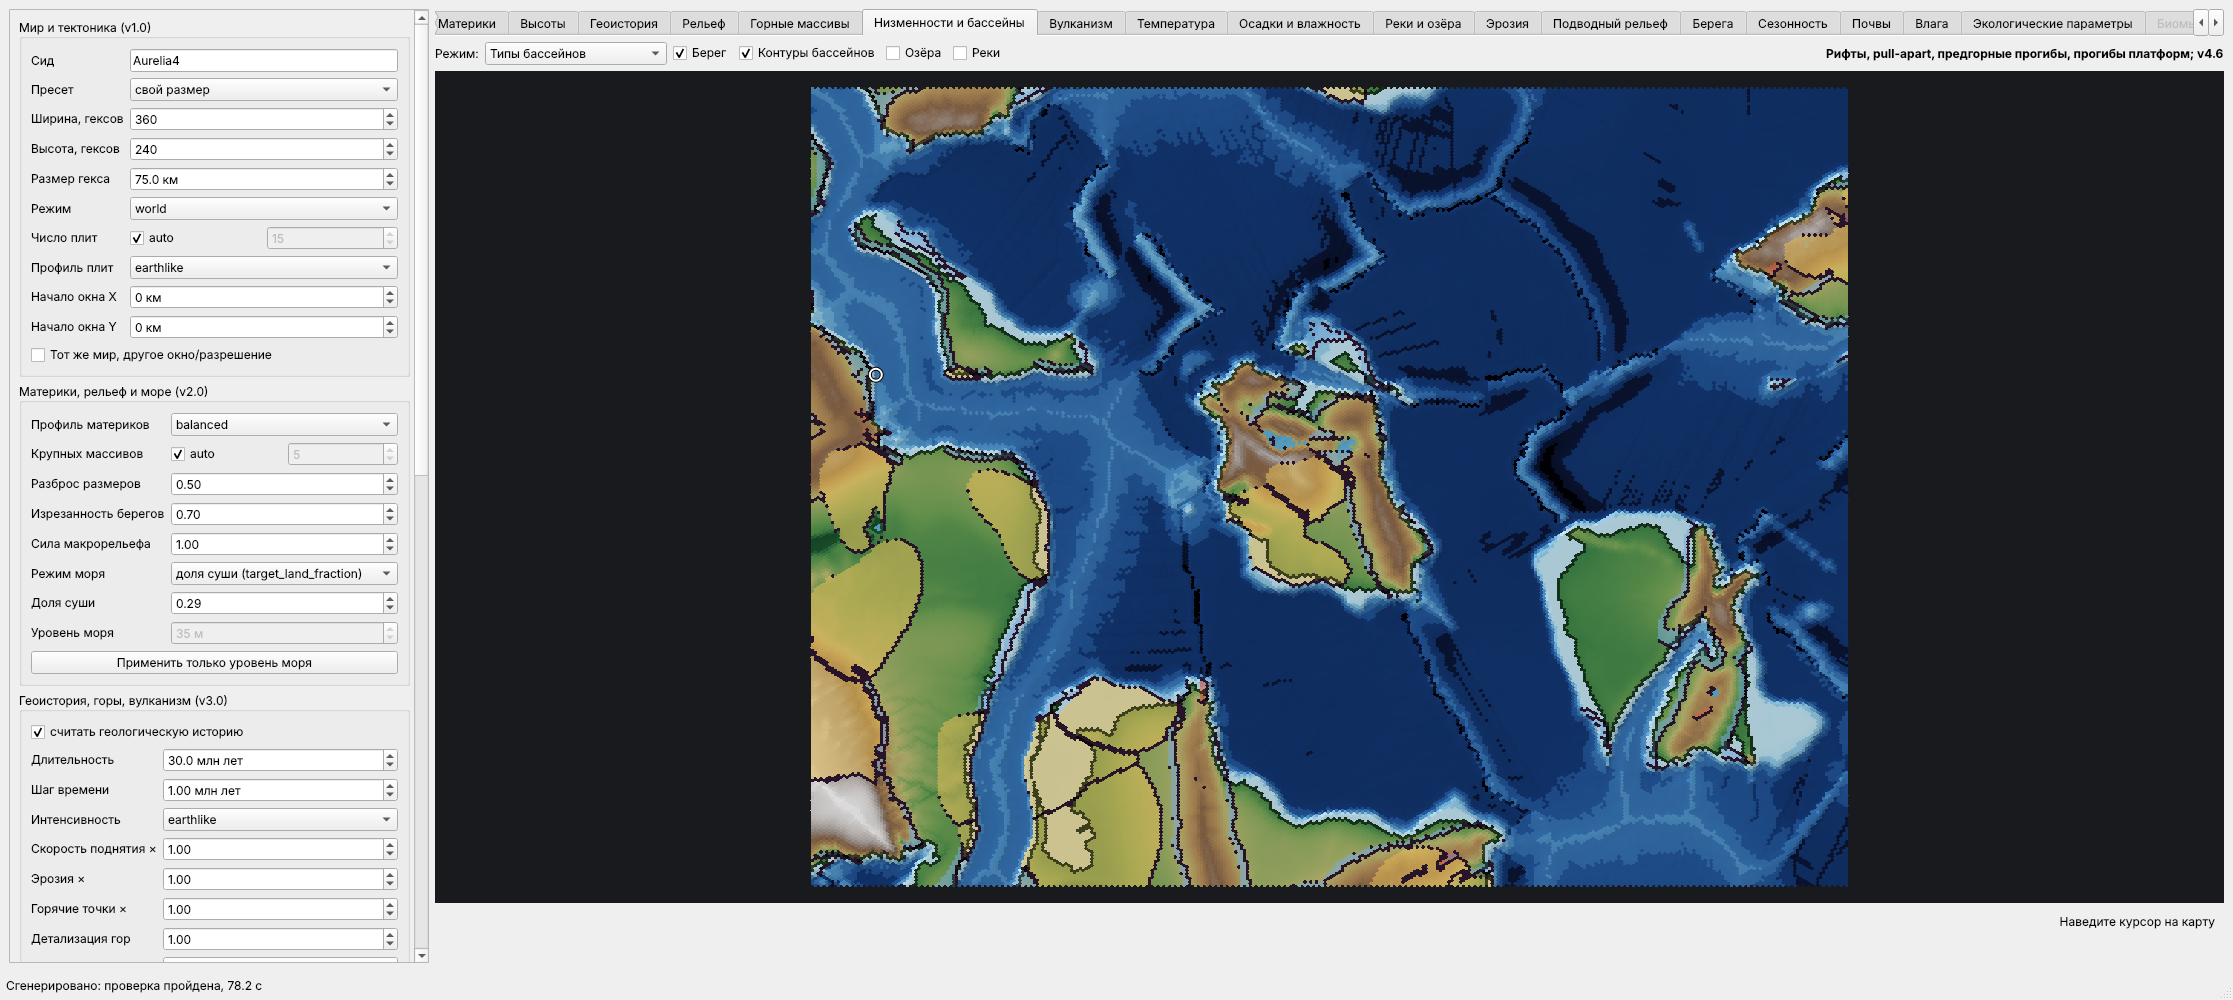 Мир и тектоника (v1.0)
Сид Aurelia4
Пресет свой размер
Ширина, гексов 360
Высота, гексов 240
Размер гекса 75.0 км
Режим world
Число плит auto 15
Профиль плит earthlike
Начало окна X 0 км
Начало окна Y 0 км
Тот же мир, другое окно/разрешение
Материки, рельеф и море (v2.0)
Профиль материков balanced
Крупных массивов auto 5
Разброс размеров 0.50
Изрезанность берегов 0.70
Сила макрорельефа 1.00
Режим моря доля суши (target_land_fraction)
Доля суши 0.29
Уровень моря 35 м
Применить только уровень моря
Геоистория, горы, вулканизм (v3.0)
считать геологическую историю
Длительность 30.0 млн лет
Шаг времени 1.00 млн лет
Интенсивность earthlike
Скорость поднятия × 1.00
Эрозия × 1.00
Горячие точки × 1.00
Детализация гор 1.00
Материки Высоты Геоистория Рельеф Горные массивы Низменности и бассейны Вулканизм Температура Осадки и влажность Реки и озёра Эрозия Подводный рельеф Берега Сезонность Почвы Влага Экологические параметры
Режим: Типы бассейнов Берег Контуры бассейнов Озёра Реки Рифты, pull-apart, предгорные прогибы, прогибы платформ; v4.6
Наведите курсор на карту
Сгенерировано: проверка пройдена, 78.2 с